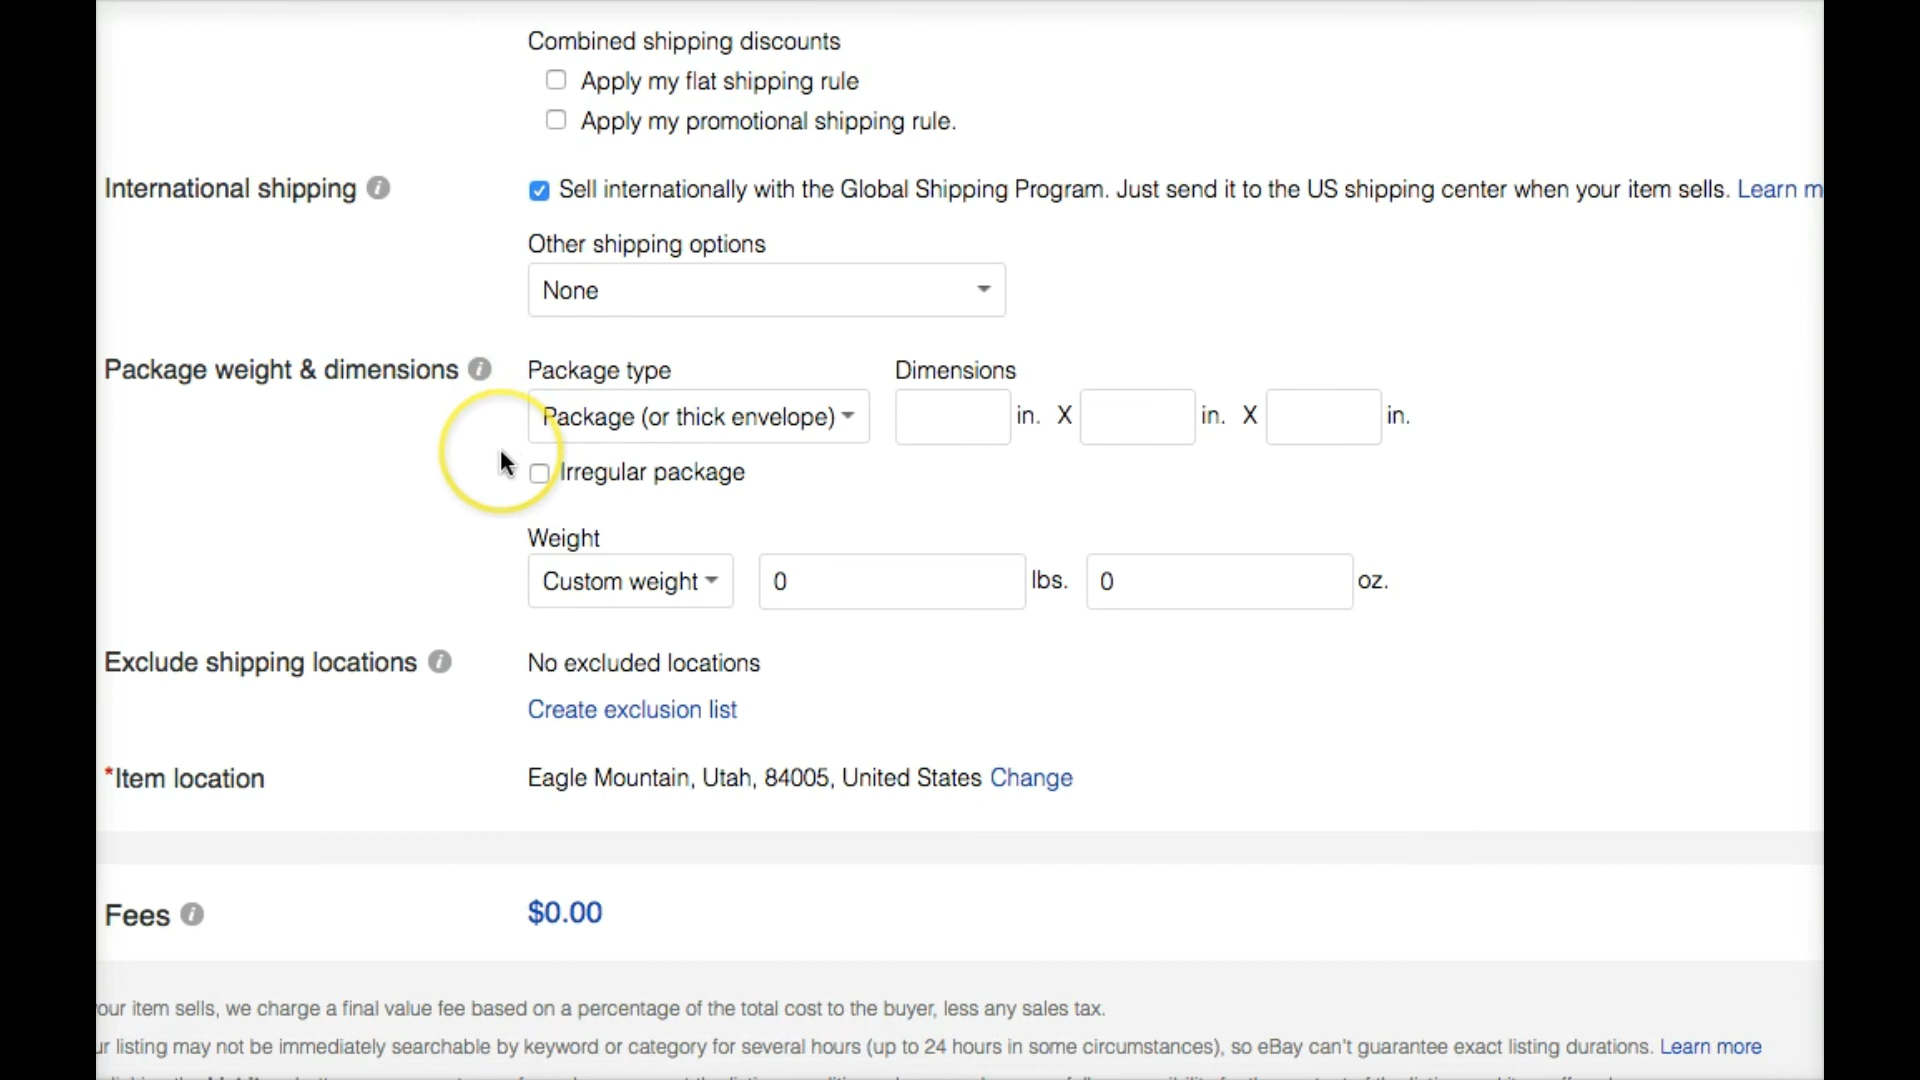 Combined shipping discounts
Apply my flat shipping rule
Apply my promotional shipping rule.
International shipping
Sell internationally with the Global Shipping Program. Just send it to the US shipping center when your item sells. Learn m
Other shipping options
None
Package weight & dimensions
Package type Dimensions
Package (or thick envelope) in. X in. X in.
Irregular package
Weight
Custom weight 0 lbs. 0 oz.
Exclude shipping locations No excluded locations
Create exclusion list
*Item location Eagle Mountain, Utah, 84005, United States Change
Fees $0.00
our item sells, we charge a final value fee based on a percentage of the total cost to the buyer, less any sales tax.
ur listing may not be immediately searchable by keyword or category for several hours (up to 24 hours in some circumstances), so eBay can't guarantee exact listing durations. Learn more